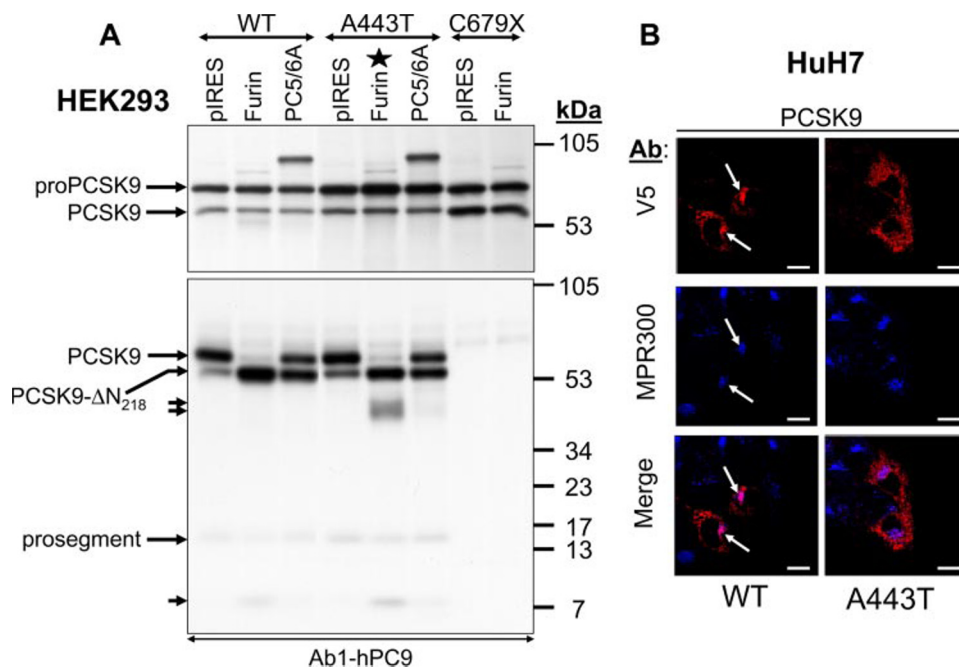 A
WT A443T C679X
★
HEK293
pIRES Furin PC5/6A pIRES Furin PC5/6A pIRES Furin
kDa
105
proPCSK9
PCSK9
53
105
PCSK9
53
PCSK9-ΔN218
34
23
17
prosegment
13
7
Ab1-hPC9
B
HuH7
PCSK9
Ab:
V5
MPR300
Merge
WT A443T